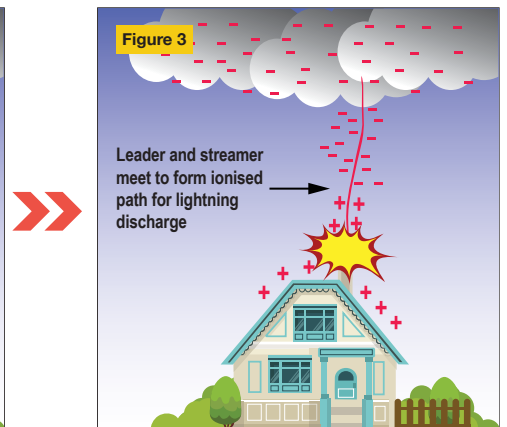 Figure 3
Leader and streamer
meet to form ionised
path for lightning
discharge